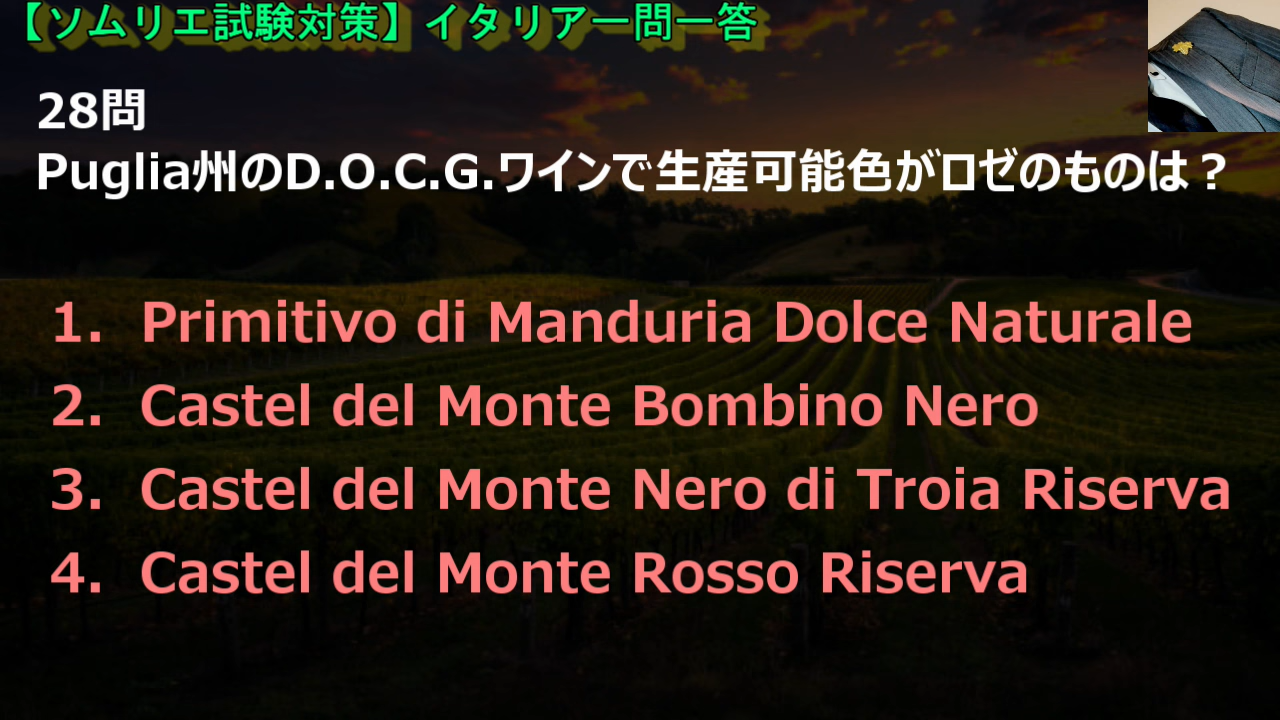 【ソムリエ試験対策】イタリア一問一答
28問
Puglia州のD.O.C.G.ワインで生産可能色がロゼのものは？
1. Primitivo di Manduria Dolce Naturale
2. Castel del Monte Bombino Nero
3. Castel del Monte Nero di Troia Riserva
4. Castel del Monte Rosso Riserva